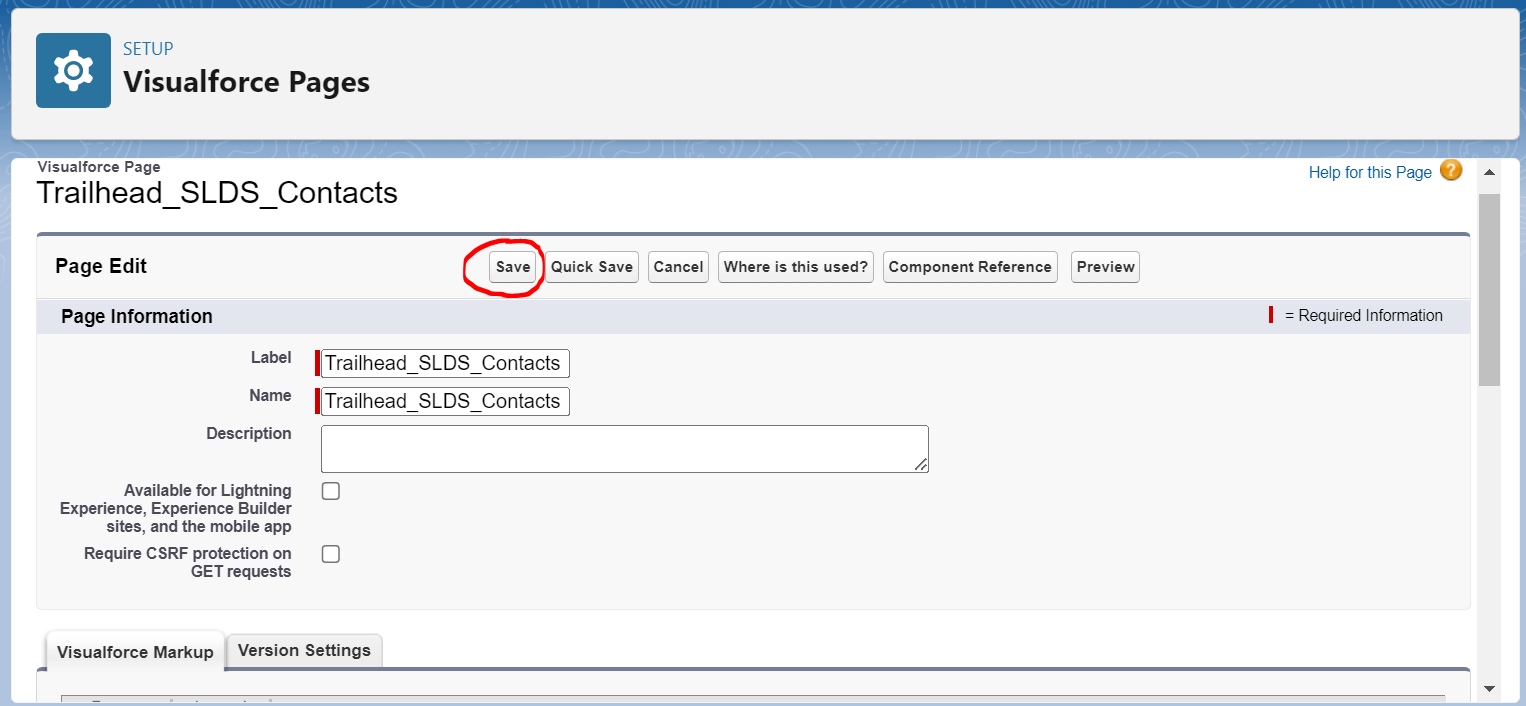 SETUP
Visualforce Pages
Visualforce Page
Trailhead_SLDS_Contacts
Help for this Page ?
Page Edit
Save Quick Save Cancel Where is this used? Component Reference Preview
Page Information
= Required Information
Label Trailhead_SLDS_Contacts
Name Trailhead_SLDS_Contacts
Description
Available for Lightning
Experience, Experience Builder
sites, and the mobile app
Require CSRF protection on
GET requests
Visualforce Markup Version Settings